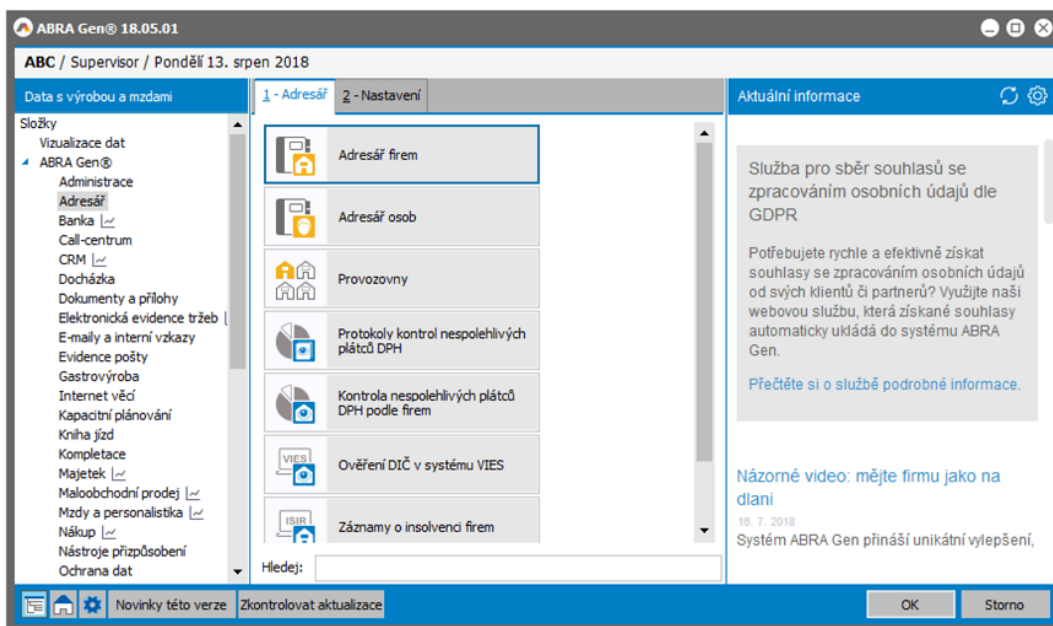 ABRA Gen® 18.05.01
ABC / Supervisor / Pondělí 13. srpen 2018
Data s výrobou a mzdami
Složky
Vizualizace dat
ABRA Gen®
Administrace
Adresář
Banka
Call-centrum
CRM
Docházka
Dokumenty a přílohy
Elektronická evidence tržeb
E-maily a interní vzkazy
Evidence pošty
Gastrovýroba
Internet věcí
Kapacitní plánování
Kniha jízd
Kompletace
Majetek
Maloobchodní prodej
Mzdy a personalistika
Nákup
Nástroje přizpůsobení
Ochrana dat
1 - Adresář
2 - Nastavení
Adresář firem
Adresář osob
Provozovny
Protokoly kontrol nespolehlivých
plátců DPH
Kontrola nespolehlivých plátců
DPH podle firem
VIES
Ověření DIČ v systému VIES
ISIR
Záznamy o insolvenci firem
Hledej:
Aktuální informace
Služba pro sběr souhlasů se
zpracováním osobních údajů dle
GDPR
Potřebujete rychle a efektivně získat
souhlasy se zpracováním osobních údajů
od svých klientů či partnerů? Využijte naši
webovou službu, která získané souhlasy
automaticky ukládá do systému ABRA
Gen.
Přečtěte si o službě podrobné informace.
Názorné video: mějte firmu jako na
dlani
16. 7. 2018
Systém ABRA Gen přináší unikátní vylepšení,
Novinky této verze
Zkontrolovat aktualizace
OK
Storno